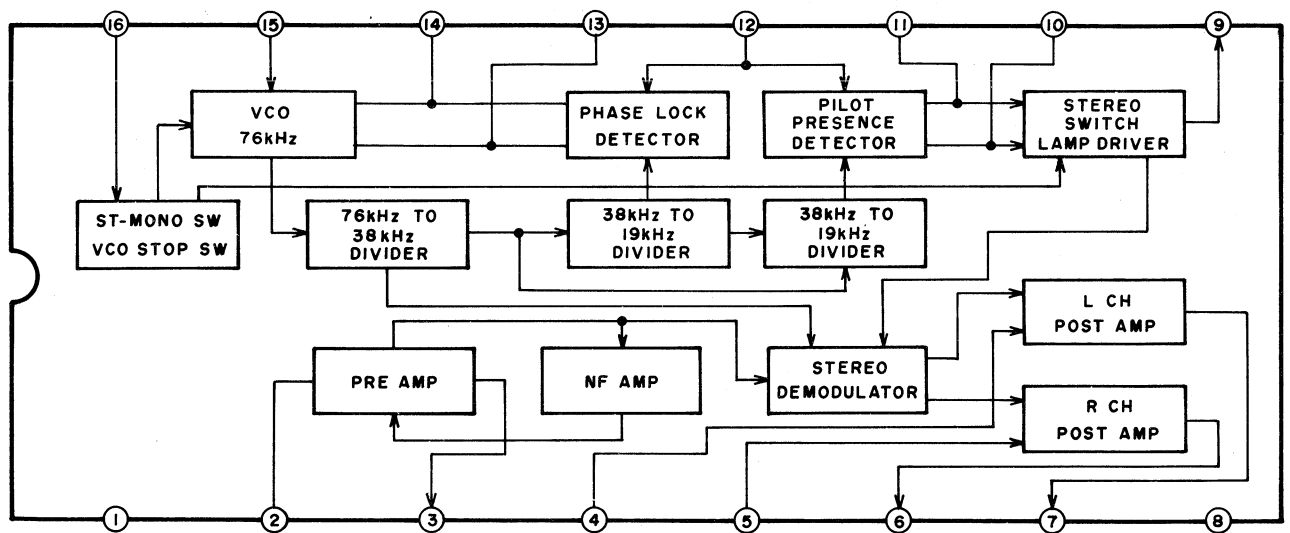 16 15 14 13 12 11 10 9
VCO
76kHz
PHASE LOCK
DETECTOR
PILOT
PRESENCE
DETECTOR
STEREO
SWITCH
LAMP DRIVER
ST-MONO SW
VCO STOP SW
76kHz TO
38kHz
DIVIDER
38kHz TO
19kHz
DIVIDER
38kHz TO
19kHz
DIVIDER
L CH
POST AMP
PRE AMP
NF AMP
STEREO
DEMODULATOR
R CH
POST AMP
1 2 3 4 5 6 7 8